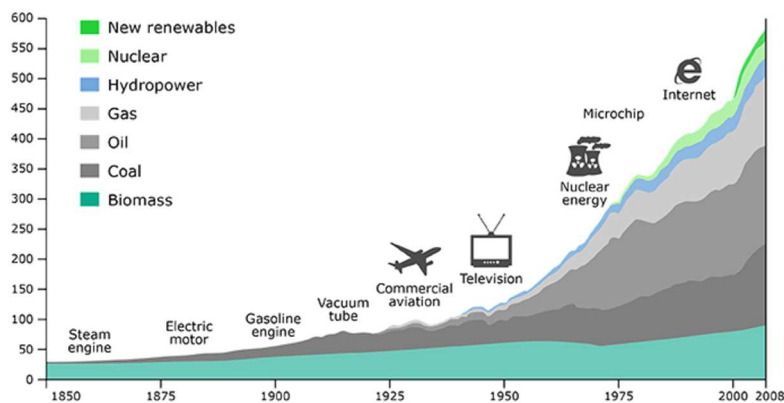 600
550
500
450
400
350
300
250
200
150
100
50
0
New renewables
Nuclear
Hydropower
Gas
Oil
Coal
Biomass
Steam
engine
Electric
motor
Gasoline
engine
Vacuum
tube
Commercial
aviation
Television
Nuclear
energy
Microchip
Internet
1850
1875
1900
1925
1950
1975
2000
2008